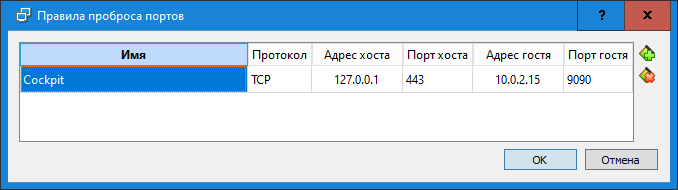 Правила проброса портов
? x
Имя Протокол Адрес хоста Порт хоста Адрес гостя Порт гостя
Cockpit TCP 127.0.0.1 443 10.0.2.15 9090
OK Отмена